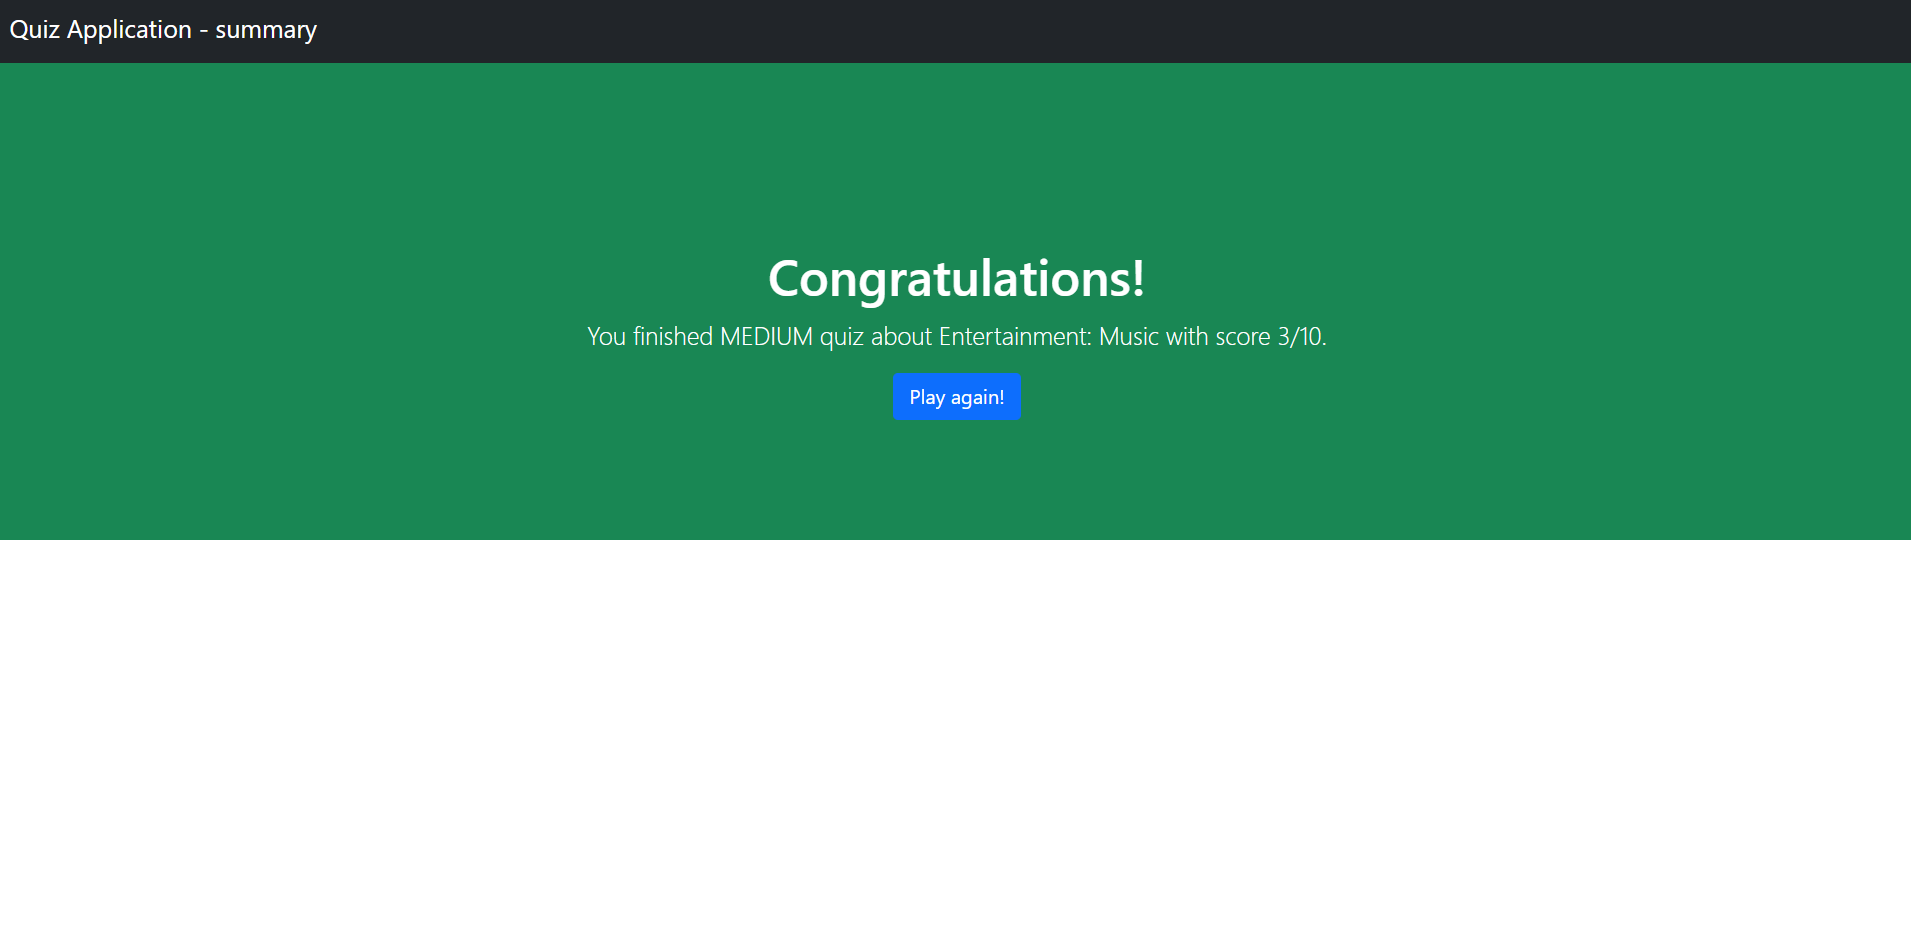 Quiz Application - summary
Congratulations!
You finished MEDIUM quiz about Entertainment: Music with score 3/10.
Play again!